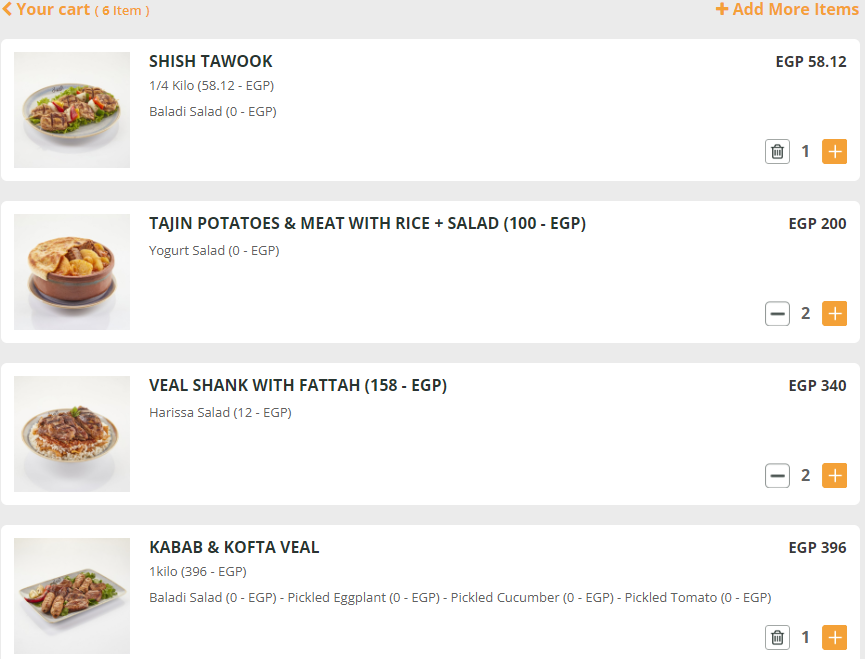 Your cart ( 6 Item )
+ Add More Items
SHISH TAWOOK
EGP 58.12
1/4 Kilo (58.12 - EGP)
Baladi Salad (0 - EGP)
1
TAJIN POTATOES & MEAT WITH RICE + SALAD (100 - EGP)
EGP 200
Yogurt Salad (0 - EGP)
2
VEAL SHANK WITH FATTAH (158 - EGP)
EGP 340
Harissa Salad (12 - EGP)
2
KABAB & KOFTA VEAL
EGP 396
1kilo (396 - EGP)
Baladi Salad (0 - EGP) - Pickled Eggplant (0 - EGP) - Pickled Cucumber (0 - EGP) - Pickled Tomato (0 - EGP)
1